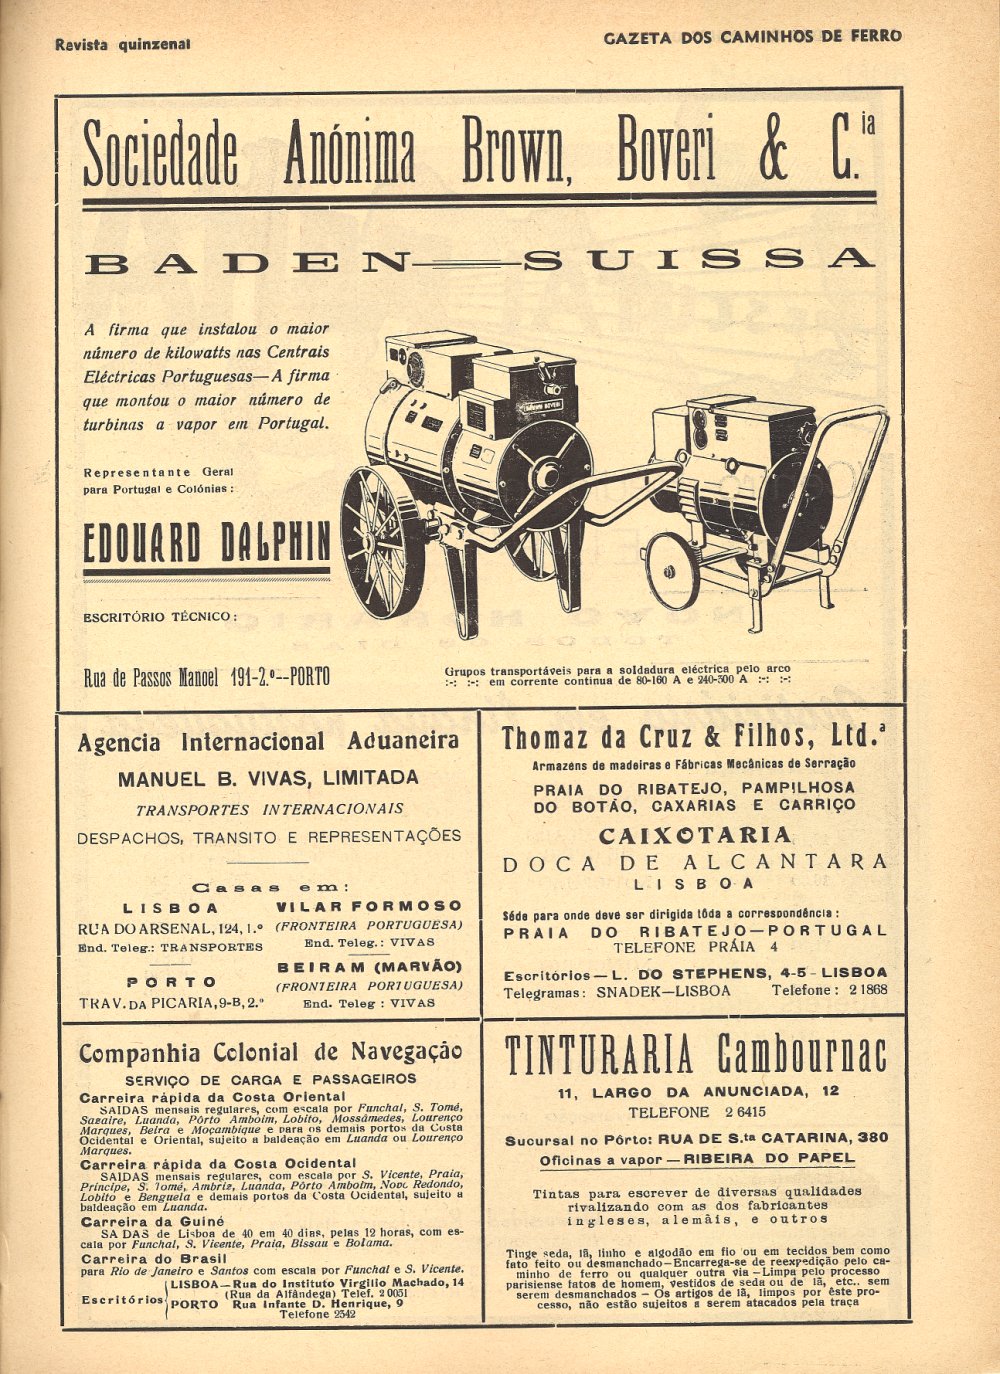 Revista quinzenal
GAZETA DOS CAMINHOS DE FERRO
Sociedade Anónima Brown, Boveri & C.ia
BADEN—SUISSA
A firma que instalou o maior
número de kilowatts nas Centrais
Eléctricas Portuguesas—A firma
que montou o maior número de
turbinas a vapor em Portugal.
Representante Geral
para Portugal e Colónias:
EDOUARD DALPHIN
ESCRITÓRIO TÉCNICO:
Rua de Passos Manoel 191-2.º--PORTO
BROWN BOVERI
Grupos transportáveis para a soldadura eléctrica pelo arco
:-: :-: em corrente continua de 80-160 A e 240-300 A :-: :-:
Agencia Internacional Aduaneira
MANUEL B. VIVAS, LIMITADA
TRANSPORTES INTERNACIONAIS
DESPACHOS, TRANSITO E REPRESENTAÇÕES
Casas em:
LISBOA
RUA DO ARSENAL, 124, 1.º
End. Teleg.: TRANSPORTES
PORTO
TRAV. DA PICARIA, 9-B, 2.º
VILAR FORMOSO
(FRONTEIRA PORTUGUESA)
End. Teleg.: VIVAS
BEIRAM (MARVÃO)
(FRONTEIRA PORTUGUESA)
End. Teleg : VIVAS
Thomaz da Cruz & Filhos, Ltd.ª
Armazens de madeiras e Fábricas Mecânicas de Serração
PRAIA DO RIBATEJO, PAMPILHOSA
DO BOTÃO, CAXARIAS E CARRIÇO
CAIXOTARIA
DOCA DE ALCANTARA
LISBOA
Séde para onde deve ser dirigida tôda a correspondência:
PRAIA DO RIBATEJO—PORTUGAL
TELEFONE PRÁIA 4
Escritórios—L. DO STEPHENS, 4-5-LISBOA
Telegramas: SNADEK—LISBOA Telefone: 2 1868
Companhia Colonial de Navegação
SERVIÇO DE CARGA E PASSAGEIROS
Carreira rápida da Costa Oriental
SAIDAS mensais regulares, com escala por Funchal, S. Tomé,
Sazaire, Luanda, Pôrto Amboim, Lobito, Mossâmedes, Lourenço
Marques, Beira e Moçambique e para os demais portos da Costa
Ocidental e Oriental, sujeito a baldeação em Luanda ou Lourenço
Marques.
Carreira rápida da Costa Ocidental
SAIDAS mensais regulares, com escala por S. Vicente, Praia,
Principe, S. Tomé, Ambriz, Luanda, Pôrto Amboim, Novo Redondo,
Lobito e Benguela e demais portos da Costa Ocidental, sujeito a
baldeação em Luanda.
Carreira da Guiné
SAIDAS de Lisboa de 40 em 40 dias, pelas 12 horas, com es-
cala por Funchal, S. Vicente, Praia, Bissau e Bolama.
Carreira do Brasil
para Rio de Janeiro e Santos com escala por Funchal e S. Vicente.
Escritórios
LISBOA—Rua do Instituto Virgilio Machado, 14
(Rua da Alfândega) Telef. 2 0051
PORTO Rua Infante D. Henrique, 9
Telefone 2342
TINTURARIA Cambournac
11, LARGO DA ANUNCIADA, 12
TELEFONE 2 6415
Sucursal no Pôrto: RUA DE S.ta CATARINA, 380
Oficinas a vapor—RIBEIRA DO PAPEL
Tintas para escrever de diversas qualidades
rivalizando com as dos fabricantes
ingleses, alemãis, e outros
Tinge seda, lã, linho e algodão em fio ou em tecidos bem como
fato feito ou desmanchado—Encarrega-se de reexpedição pelo ca-
minho de ferro ou qualquer outra via—Limpa pelo processo
parisiense fatos de homem, vestidos de seda ou de lã, etc.. sem
serem desmanchados — Os artigos de lã, limpos por êste pro-
cesso, não estão sujeitos a serem atacados pela traça